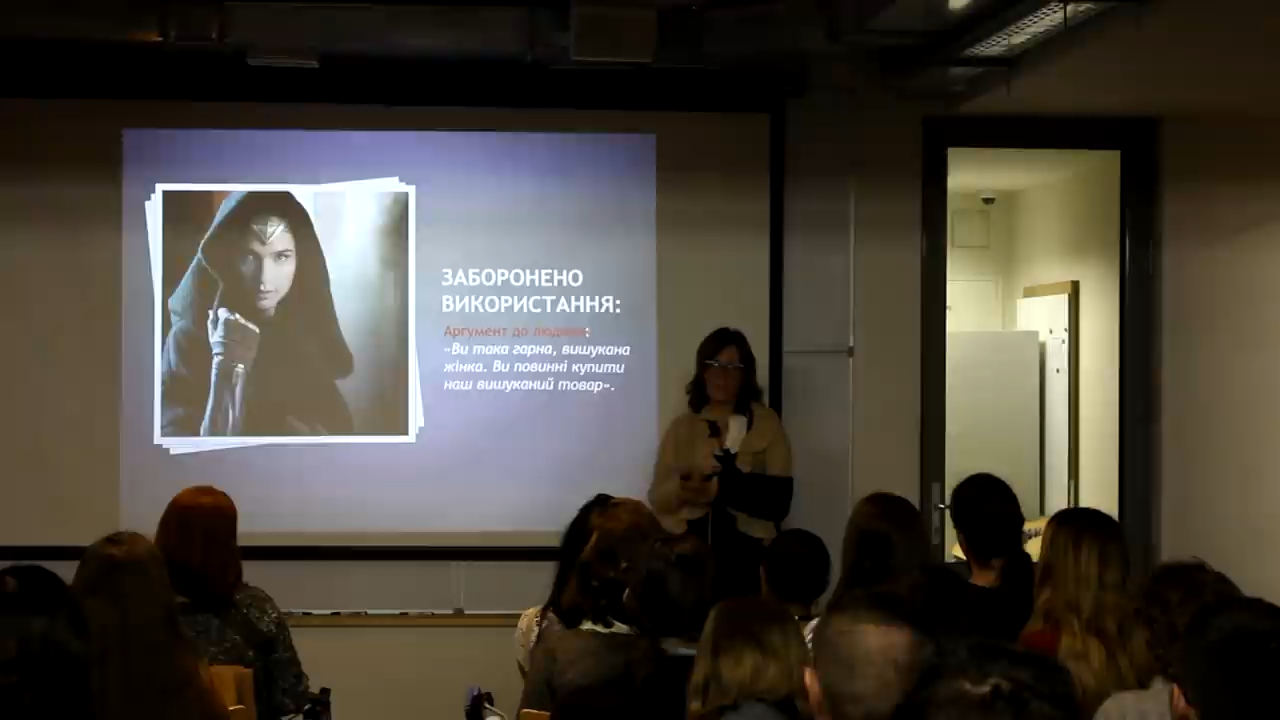 ЗАБОРОНЕНО
ВИКОРИСТАННЯ:
Аргумент до людини:
«Ви така гарна, вишукана
жінка. Ви повинні купити
наш вишуканий товар».